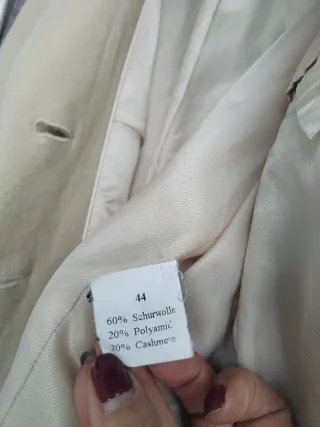 44
60% Schurwolle
20% Polyamid
20% Cashmere